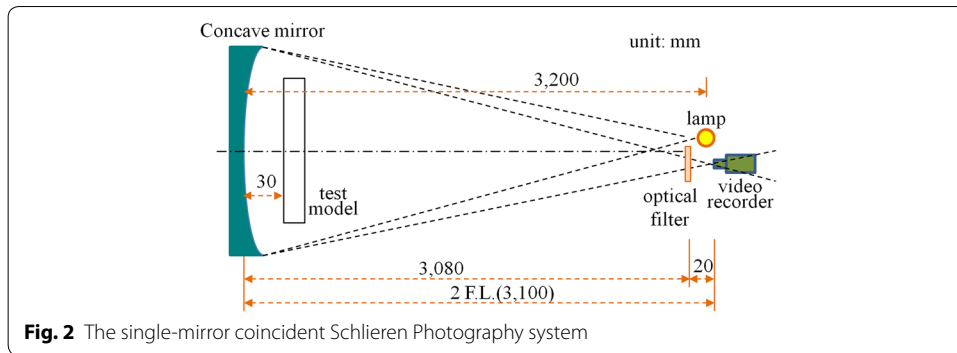 Concave mirror
unit: mm
3,200
lamp
30
test
model
optical
filter
video
recorder
3,080
20
2 F.L.(3,100)
Fig. 2 The single-mirror coincident Schlieren Photography system